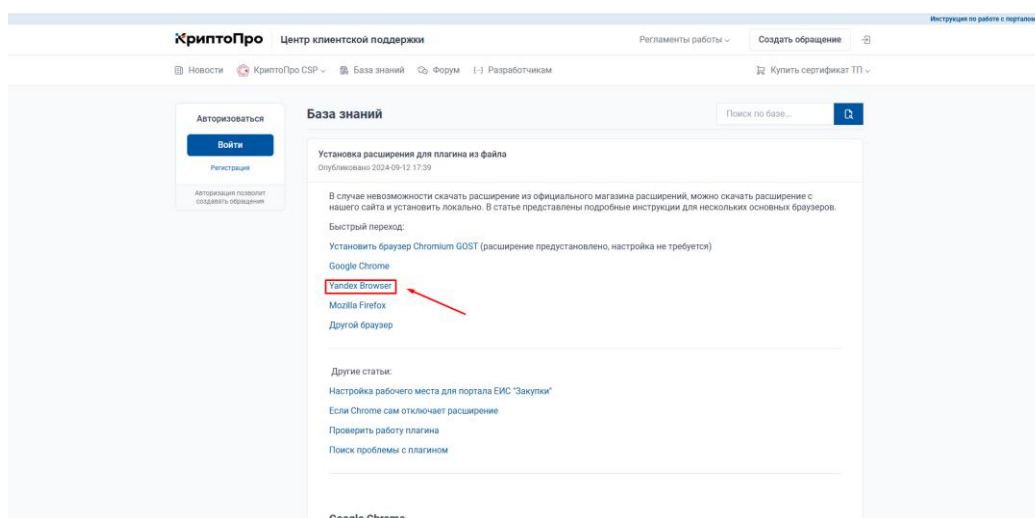 Инструкция по работе с порталом
КриптоПро Центр клиентской поддержки Регламенты работы Создать обращение
Новости КриптоПро CSP База знаний Форум Разработчикам Купить сертификат ТП
Авторизоваться
Войти
Регистрация
Авторизация позволит
создавать обращения
База знаний Поиск по базе...
Установка расширения для плагина из файла
Опубликовано 2024-09-12 17:39
В случае невозможности скачать расширение из официального магазина расширений, можно скачать расширение с
нашего сайта и установить локально. В статье представлены подробные инструкции для нескольких основных браузеров.
Быстрый переход:
Установить браузер Chromium GOST (расширение предустановлено, настройка не требуется)
Google Chrome
Yandex Browser
Mozilla Firefox
Другой браузер
Другие статьи:
Настройка рабочего места для портала ЕИС "Закупки"
Если Chrome сам отключает расширение
Проверить работу плагина
Поиск проблемы с плагином
Google Chrome